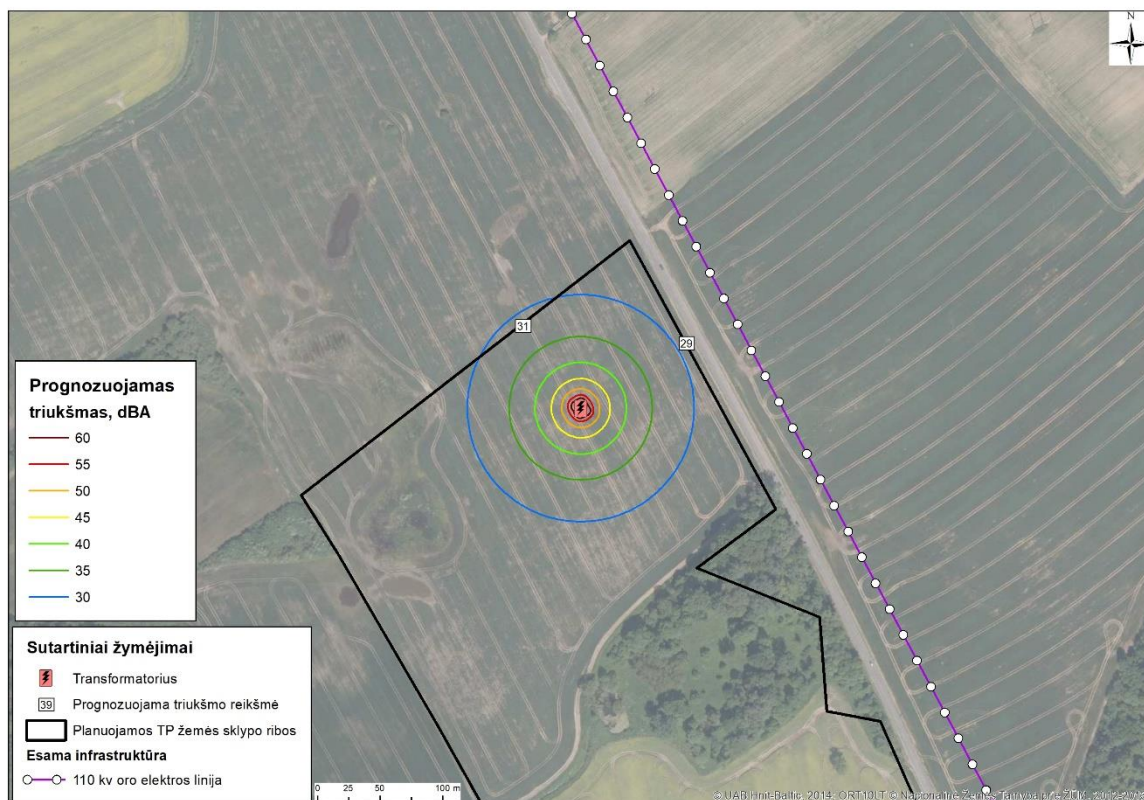 N
31
29
Prognozuojamas
triukšmas, dBA
60
55
50
45
40
35
30
Sutartiniai žymėjimai
Transformatorius
39 Prognozuojama triukšmo reikšmė
Planuojamos TP žemės sklypo ribos
Esama infrastruktūra
110 kv oro elektros linija
0 25 50 100 m
© UAB Hnit-Baltic, 2014; ORT10LT © Nacionalinė Žemės Tarnyba prie ŽŪM, 2012-2013